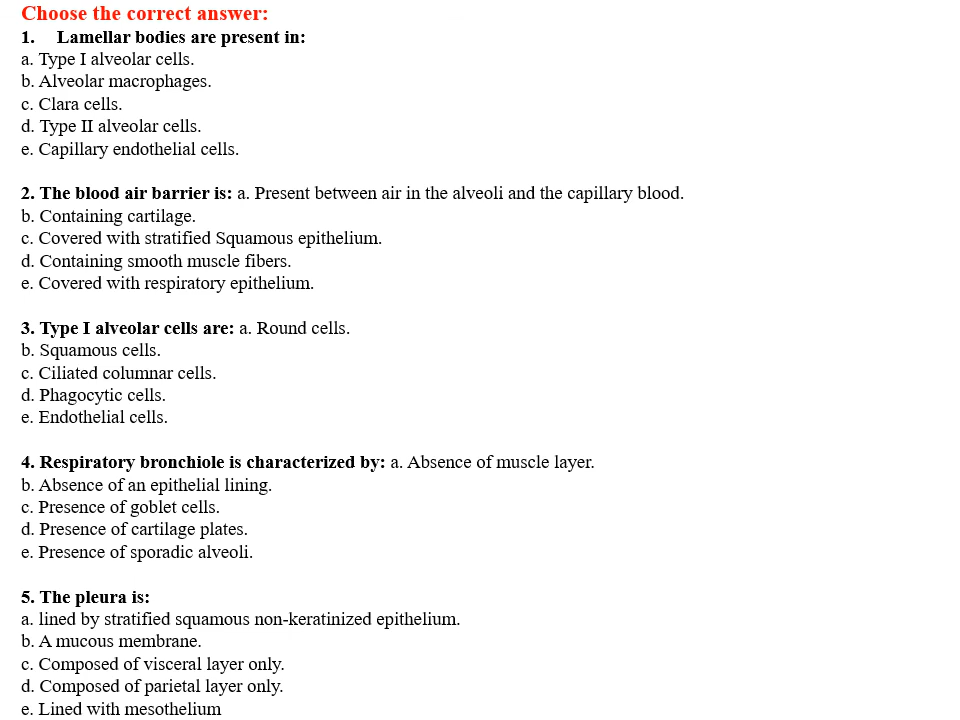 Choose the correct answer:
1. Lamellar bodies are present in:
a. Type I alveolar cells.
b. Alveolar macrophages.
c. Clara cells.
d. Type II alveolar cells.
e. Capillary endothelial cells.
2. The blood air barrier is: a. Present between air in the alveoli and the capillary blood.
b. Containing cartilage.
c. Covered with stratified Squamous epithelium.
d. Containing smooth muscle fibers.
e. Covered with respiratory epithelium.
3. Type I alveolar cells are: a. Round cells.
b. Squamous cells.
c. Ciliated columnar cells.
d. Phagocytic cells.
e. Endothelial cells.
4. Respiratory bronchiole is characterized by: a. Absence of muscle layer.
b. Absence of an epithelial lining.
c. Presence of goblet cells.
d. Presence of cartilage plates.
e. Presence of sporadic alveoli.
5. The pleura is:
a. lined by stratified squamous non-keratinized epithelium.
b. A mucous membrane.
c. Composed of visceral layer only.
d. Composed of parietal layer only.
e. Lined with mesothelium